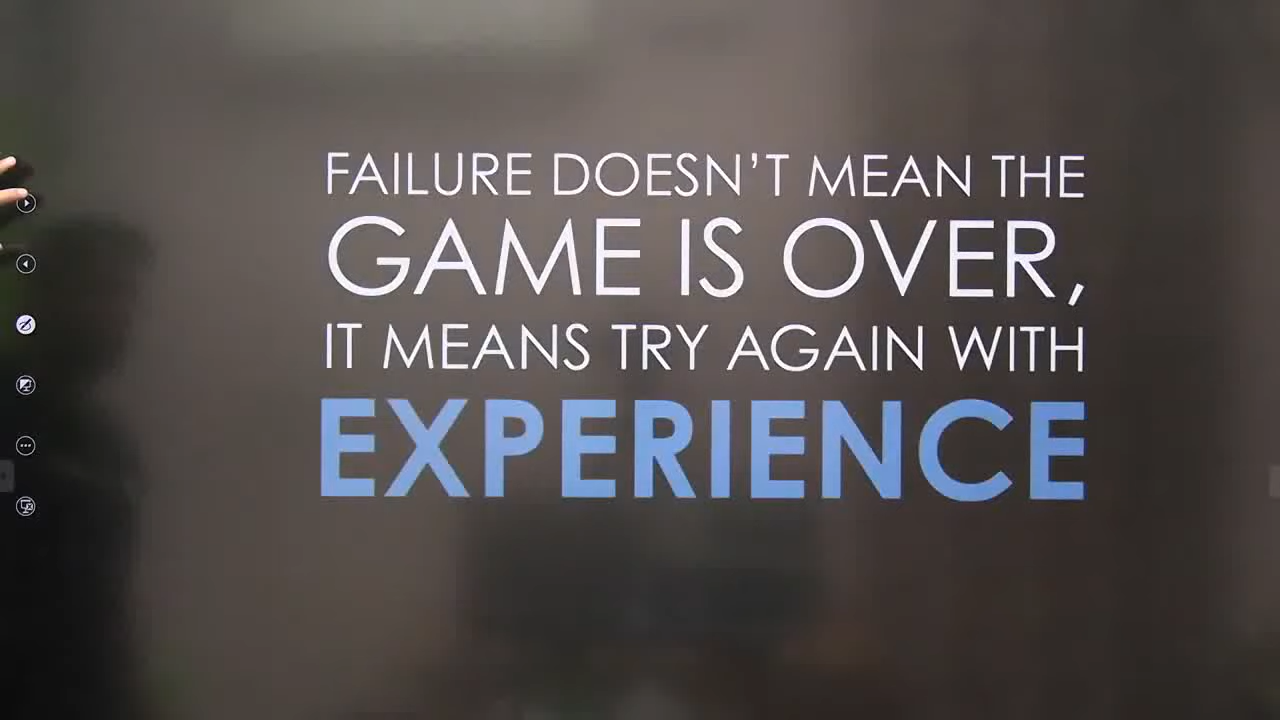 FAILURE DOESN’T MEAN THE
GAME IS OVER,
IT MEANS TRY AGAIN WITH
EXPERIENCE